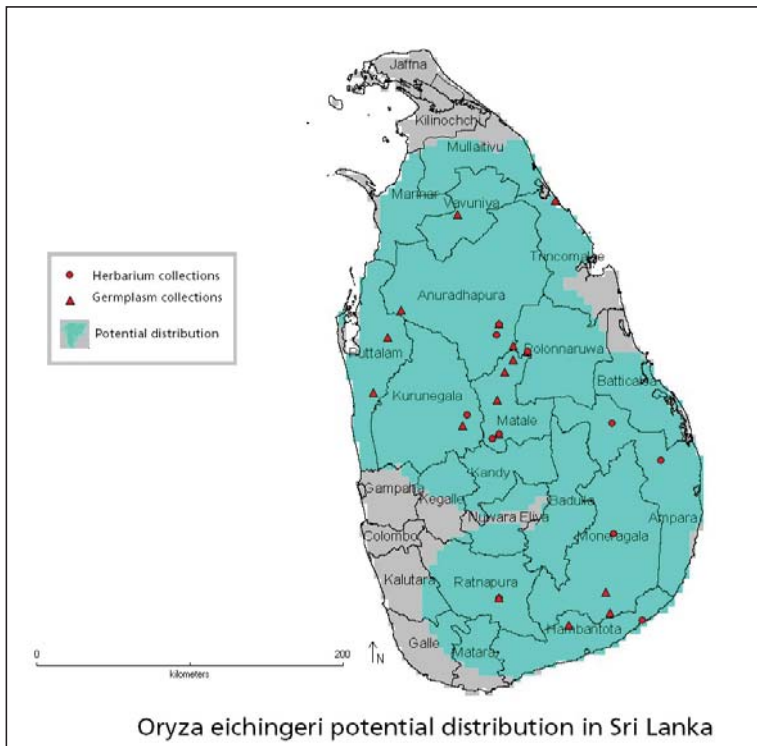 Jaffna
Kilinochchi
Mullaitivu
Mannar
Vavuniya
Trincomalee
Herbarium collections
Germplasm collections
Potential distribution
Anuradhapura
Puttalam
Polonnaruwa
Batticaloa
Kurunegala
Matale
Kandy
Gampaha
Kegalle
Badulla
Nuwara Eliya
Ampara
Colombo
Moneragala
Kalutara
Ratnapura
Hambantota
Galle
Matara
0
200
kilometers
N
Oryza eichingeri potential distribution in Sri Lanka